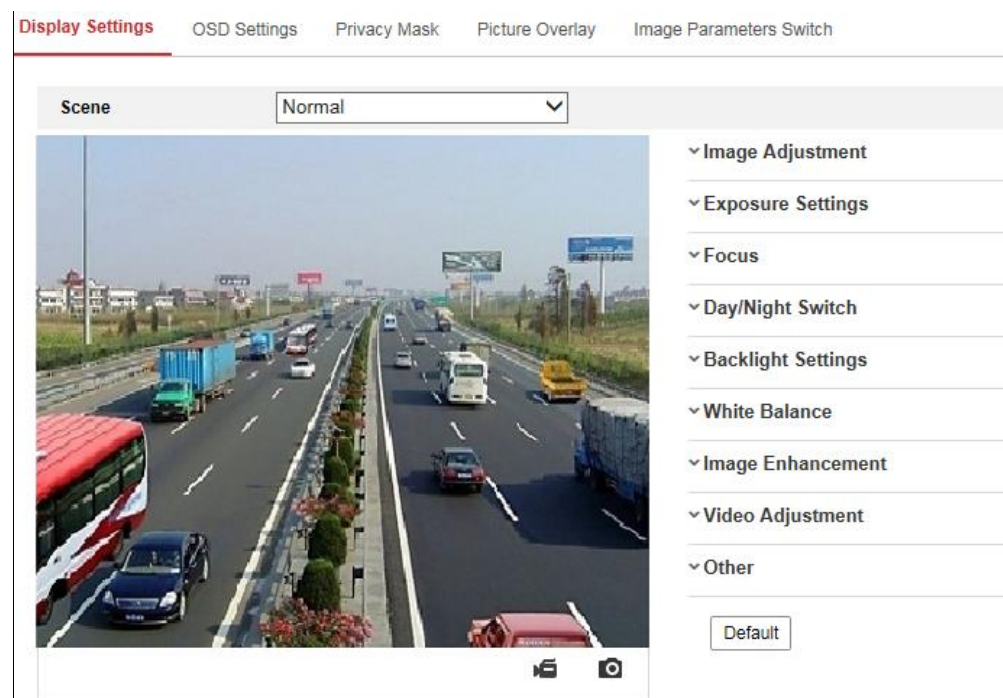 Display Settings OSD Settings Privacy Mask Picture Overlay Image Parameters Switch
Scene Normal
Image Adjustment
Exposure Settings
Focus
Day/Night Switch
Backlight Settings
White Balance
Image Enhancement
Video Adjustment
Other
Default